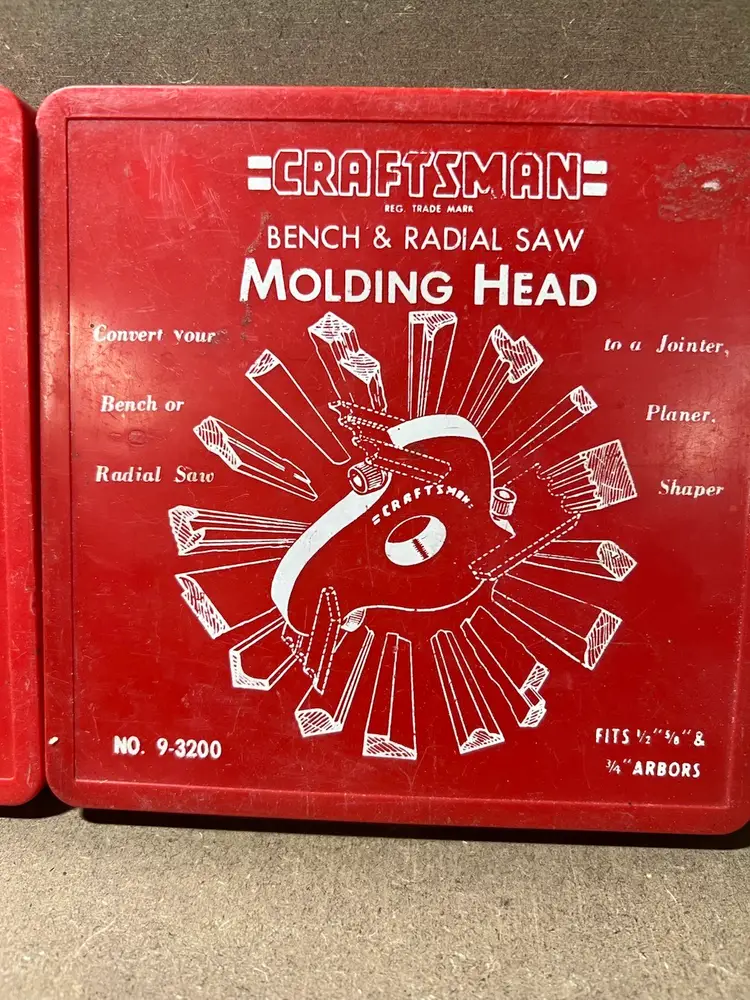 CRAFTSMAN
REG. TRADE MARK
BENCH & RADIAL SAW
MOLDING HEAD
Convert your
to a Jointer,
Bench or
Planer,
Radial Saw
Shaper
CRAFTSMAN
NO. 9-3200
FITS 1/2" 5/8" &
3/4" ARBORS